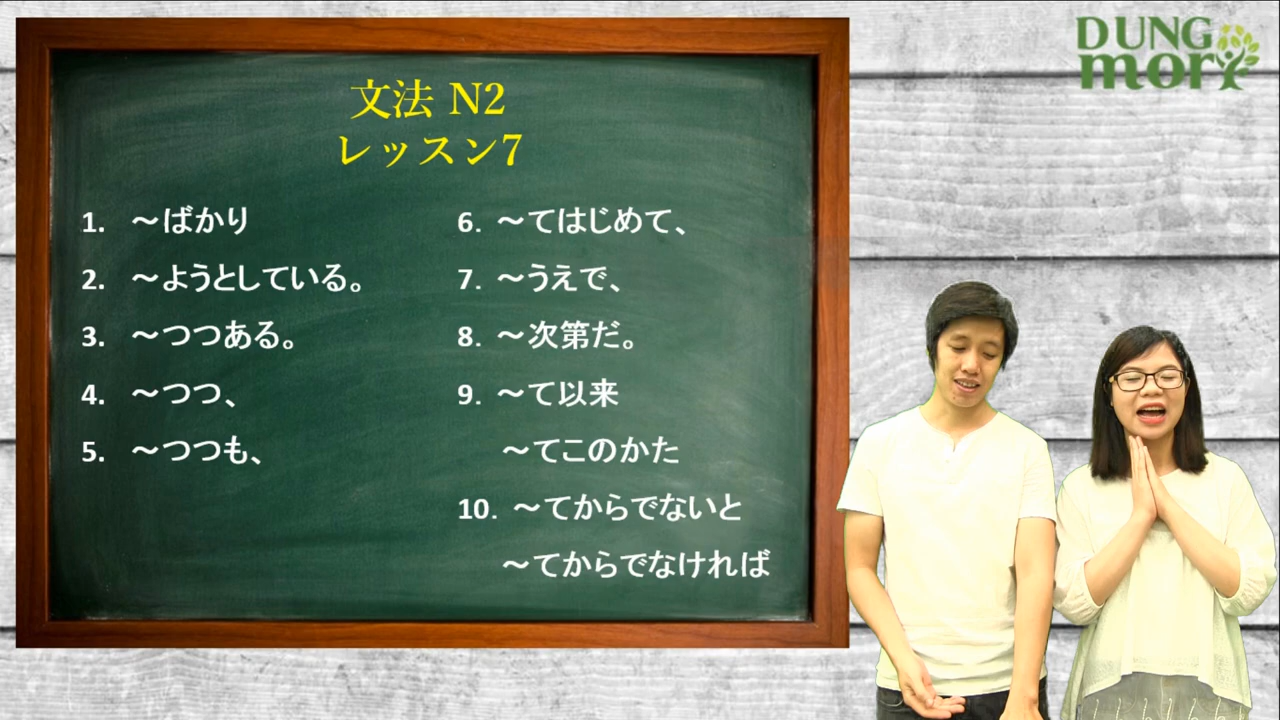 文法 N2
レッスン7
1. ～ばかり
2. ～ようとしている。
3. ～つつある。
4. ～つつ、
5. ～つつも、
6. ～てはじめて、
7. ～うえで、
8. ～次第だ。
9. ～て以来
～てこのかた
10. ～てからでないと
～てからでなければ
DUNG
mori